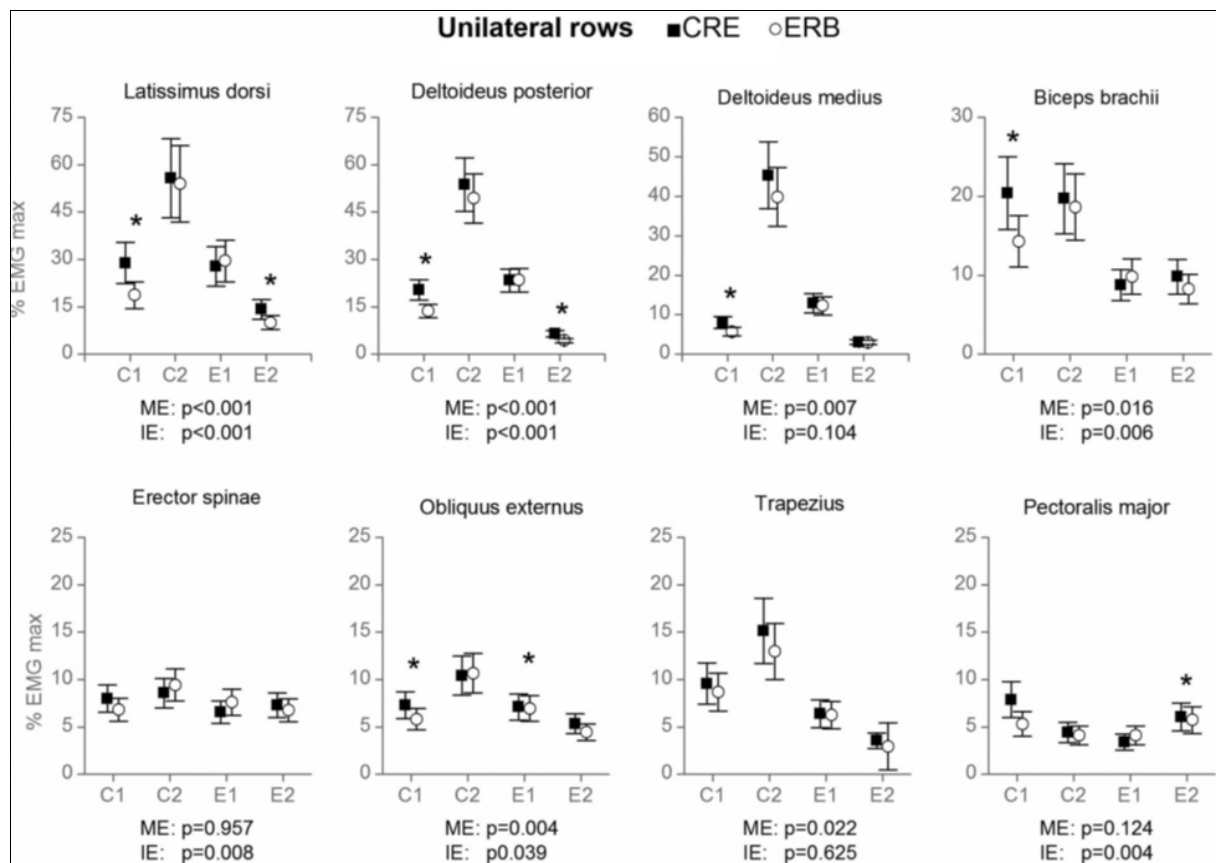 Unilateral rows ■CRE ○ERB
Latissimus dorsi
% EMG max
75
60
45
30
15
0
*
*
C1 C2 E1 E2
ME: p<0.001
IE: p<0.001
Deltoideus posterior
75
60
45
30
15
0
*
*
C1 C2 E1 E2
ME: p<0.001
IE: p<0.001
Deltoideus medius
60
50
40
30
20
10
0
*
C1 C2 E1 E2
ME: p=0.007
IE: p=0.104
Biceps brachii
30
20
10
0
*
C1 C2 E1 E2
ME: p=0.016
IE: p=0.006
Erector spinae
% EMG max
25
20
15
10
5
0
C1 C2 E1 E2
ME: p=0.957
IE: p=0.008
Obliquus externus
25
20
15
10
5
0
*
*
C1 C2 E1 E2
ME: p=0.004
IE: p0.039
Trapezius
25
20
15
10
5
0
C1 C2 E1 E2
ME: p=0.022
IE: p=0.625
Pectoralis major
25
20
15
10
5
0
*
C1 C2 E1 E2
ME: p=0.124
IE: p=0.004